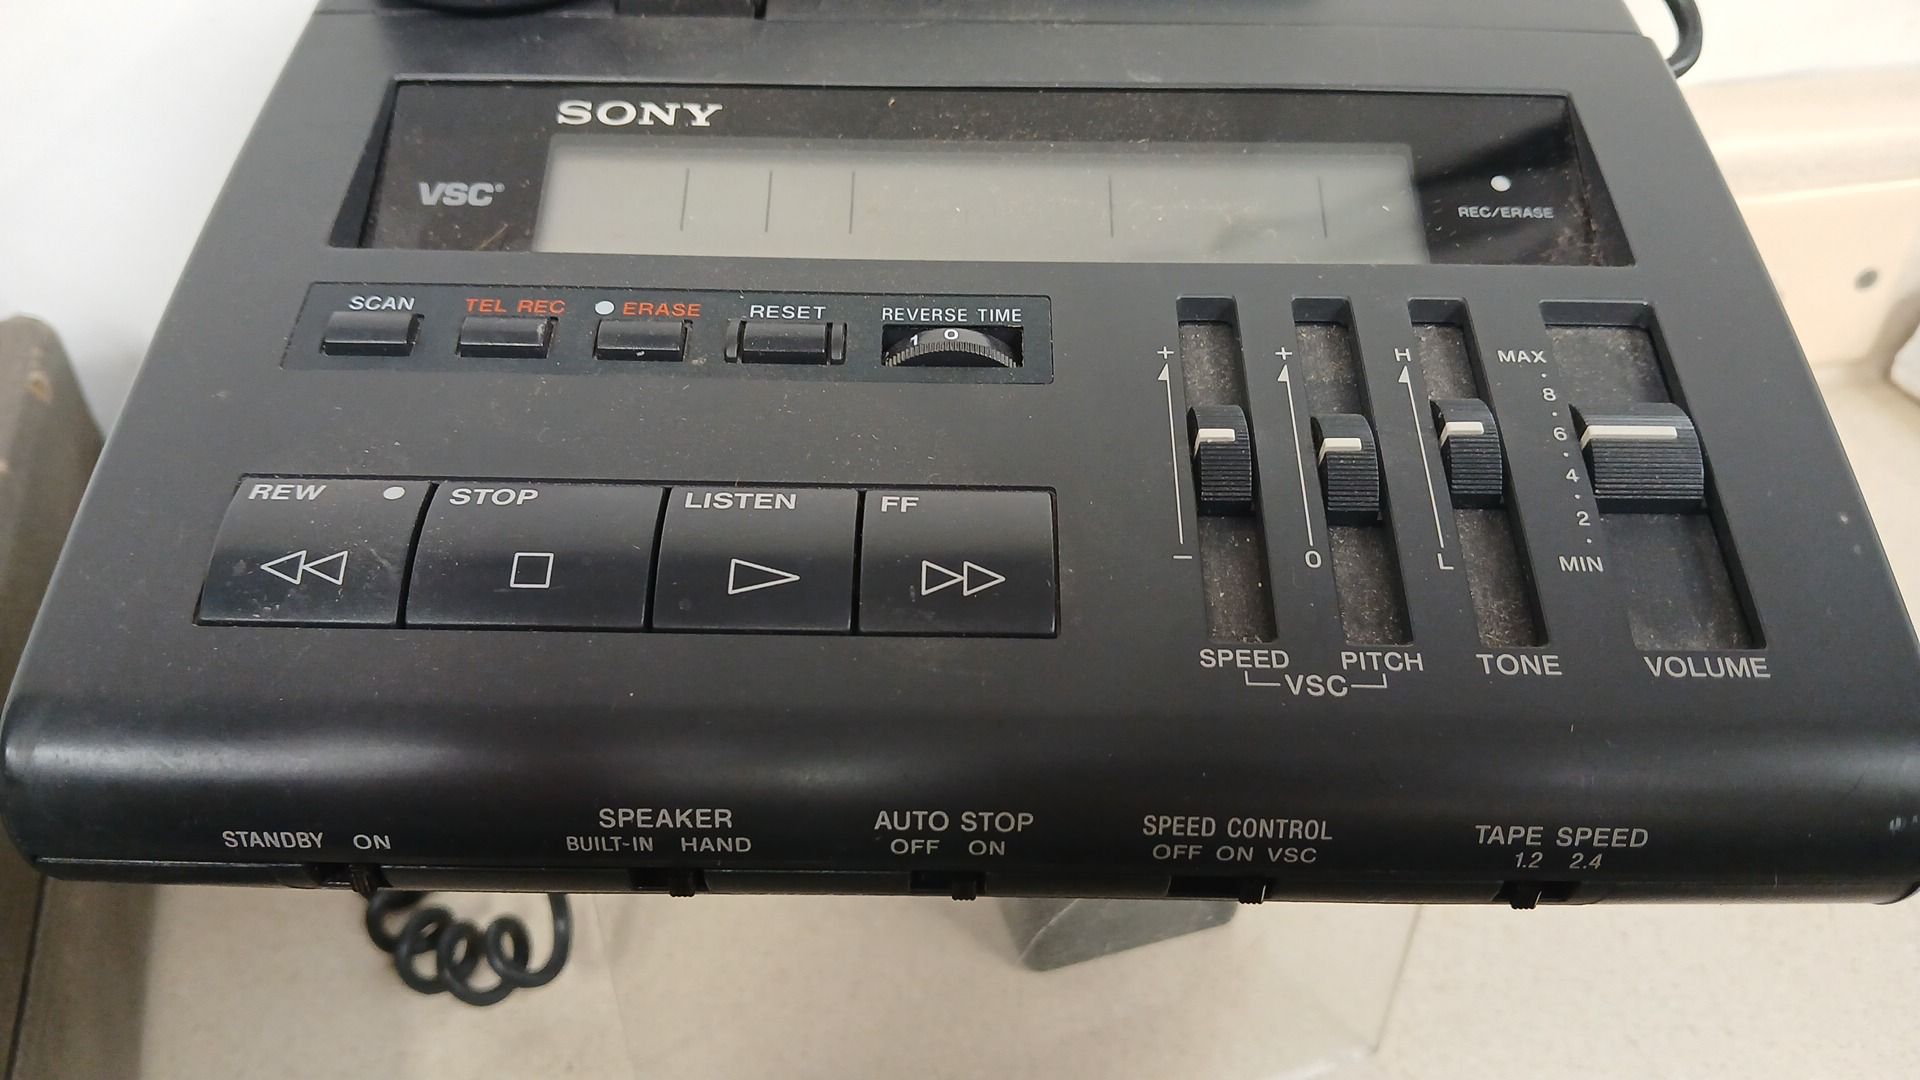 SONY
VSC®
REC/ERASE
SCAN TEL REC ERASE RESET REVERSE TIME
1 0
+ + H MAX
8
6
4
2
- 0 L MIN
REW STOP LISTEN FF
SPEED PITCH TONE VOLUME
VSC
STANDBY ON
SPEAKER
BUILT-IN HAND
AUTO STOP
OFF ON
SPEED CONTROL
OFF ON VSC
TAPE SPEED
1.2 2.4